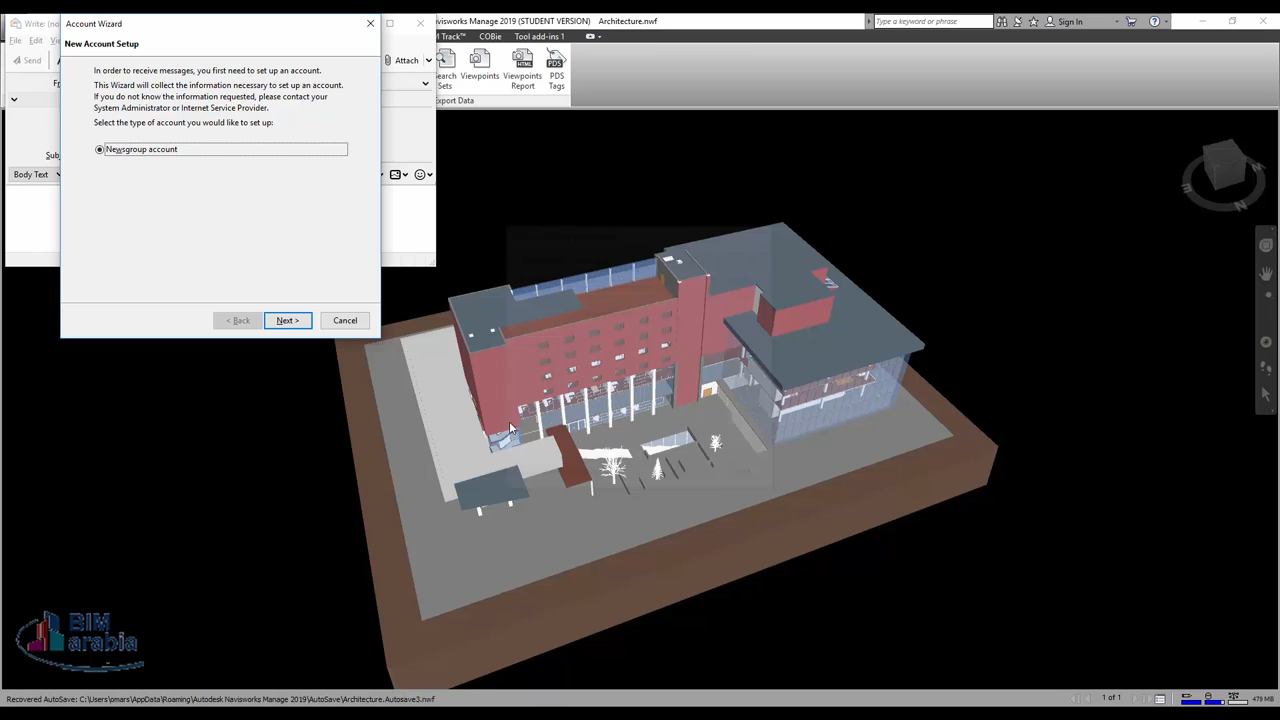 Account Wizard
Write: (no
Navisworks Manage 2019 (STUDENT VERSION) Architecture.nwf
Type a keyword or phrase
Sign In
File Edit
Track™ COBie Tool add-ins 1
New Account Setup
Send
Attach
Search Sets
Viewpoints
Viewpoints Report
PDS Tags
Export Data
In order to receive messages, you first need to set up an account.
This Wizard will collect the information necessary to set up an account.
If you do not know the information requested, please contact your
System Administrator or Internet Service Provider.
Select the type of account you would like to set up:
Newsgroup account
Body Text
< Back Next > Cancel
BIM
arabia
Recovered AutoSave: C:\Users\omars\AppData\Roaming\Autodesk Navisworks Manage 2019\AutoSave\Architecture.Autosave3.nwf
1 of 1
479 MB